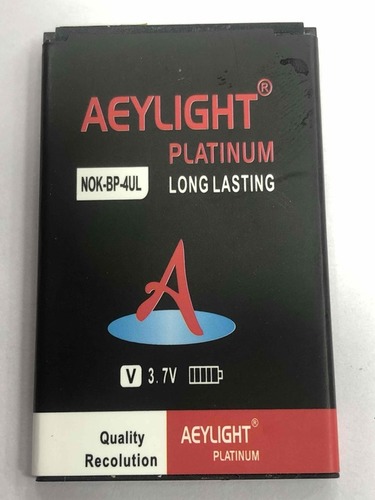 AEYLIGHT®
PLATINUM
NOK-BP-4UL
LONG LASTING
A
V 3.7V
Quality
Recolution
AEYLIGHT®
PLATINUM